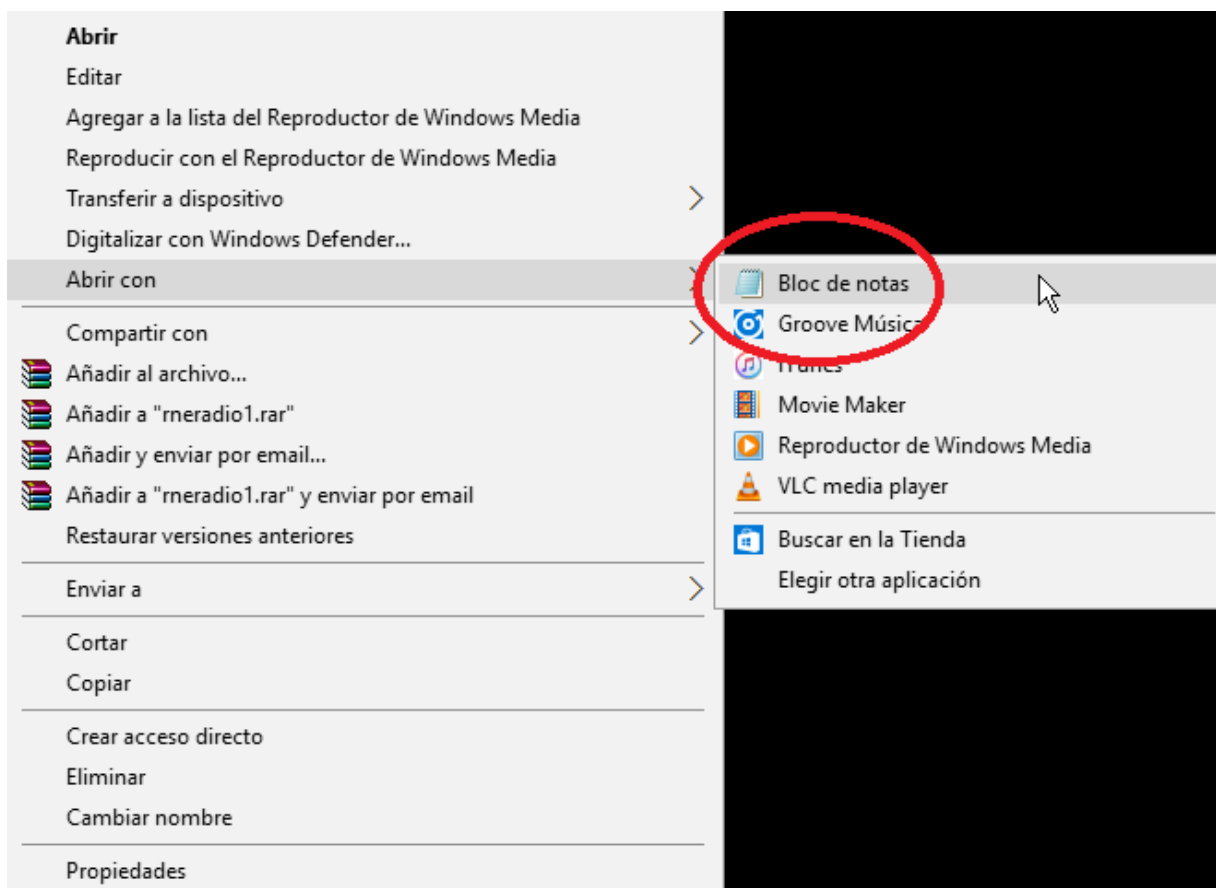 Abrir
Editar
Agregar a la lista del Reproductor de Windows Media
Reproducir con el Reproductor de Windows Media
Transferir a dispositivo
Digitalizar con Windows Defender...
Abrir con
Compartir con
Añadir al archivo...
Añadir a "rneradio1.rar"
Añadir y enviar por email...
Añadir a "rneradio1.rar" y enviar por email
Restaurar versiones anteriores
Enviar a
Cortar
Copiar
Crear acceso directo
Eliminar
Cambiar nombre
Propiedades
Bloc de notas
Groove Música
iTunes
Movie Maker
Reproductor de Windows Media
VLC media player
Buscar en la Tienda
Elegir otra aplicación